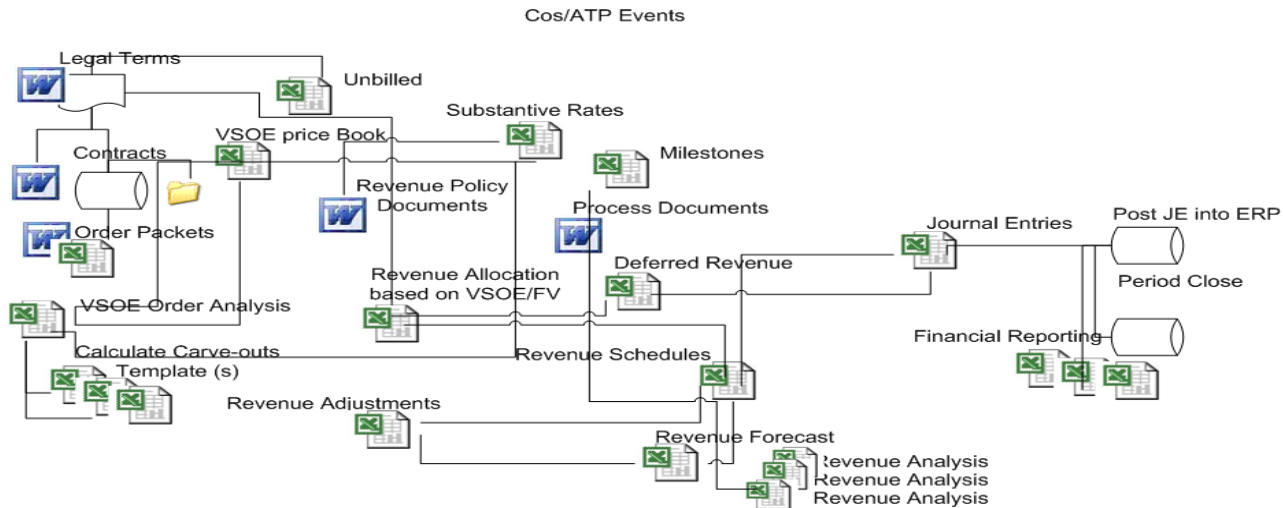 Cos/ATP Events
Legal Terms
Unbilled
Substantive Rates
VSOE price Book
Contracts
Milestones
Revenue Policy
Documents
Process Documents
Order Packets
Journal Entries
Post JE into ERP
Deferred Revenue
Revenue Allocation
based on VSOE/FV
Period Close
VSOE Order Analysis
Financial Reporting
Calculate Carve-outs
Template (s)
Revenue Schedules
Revenue Adjustments
Revenue Forecast
Revenue Analysis
Revenue Analysis
Revenue Analysis